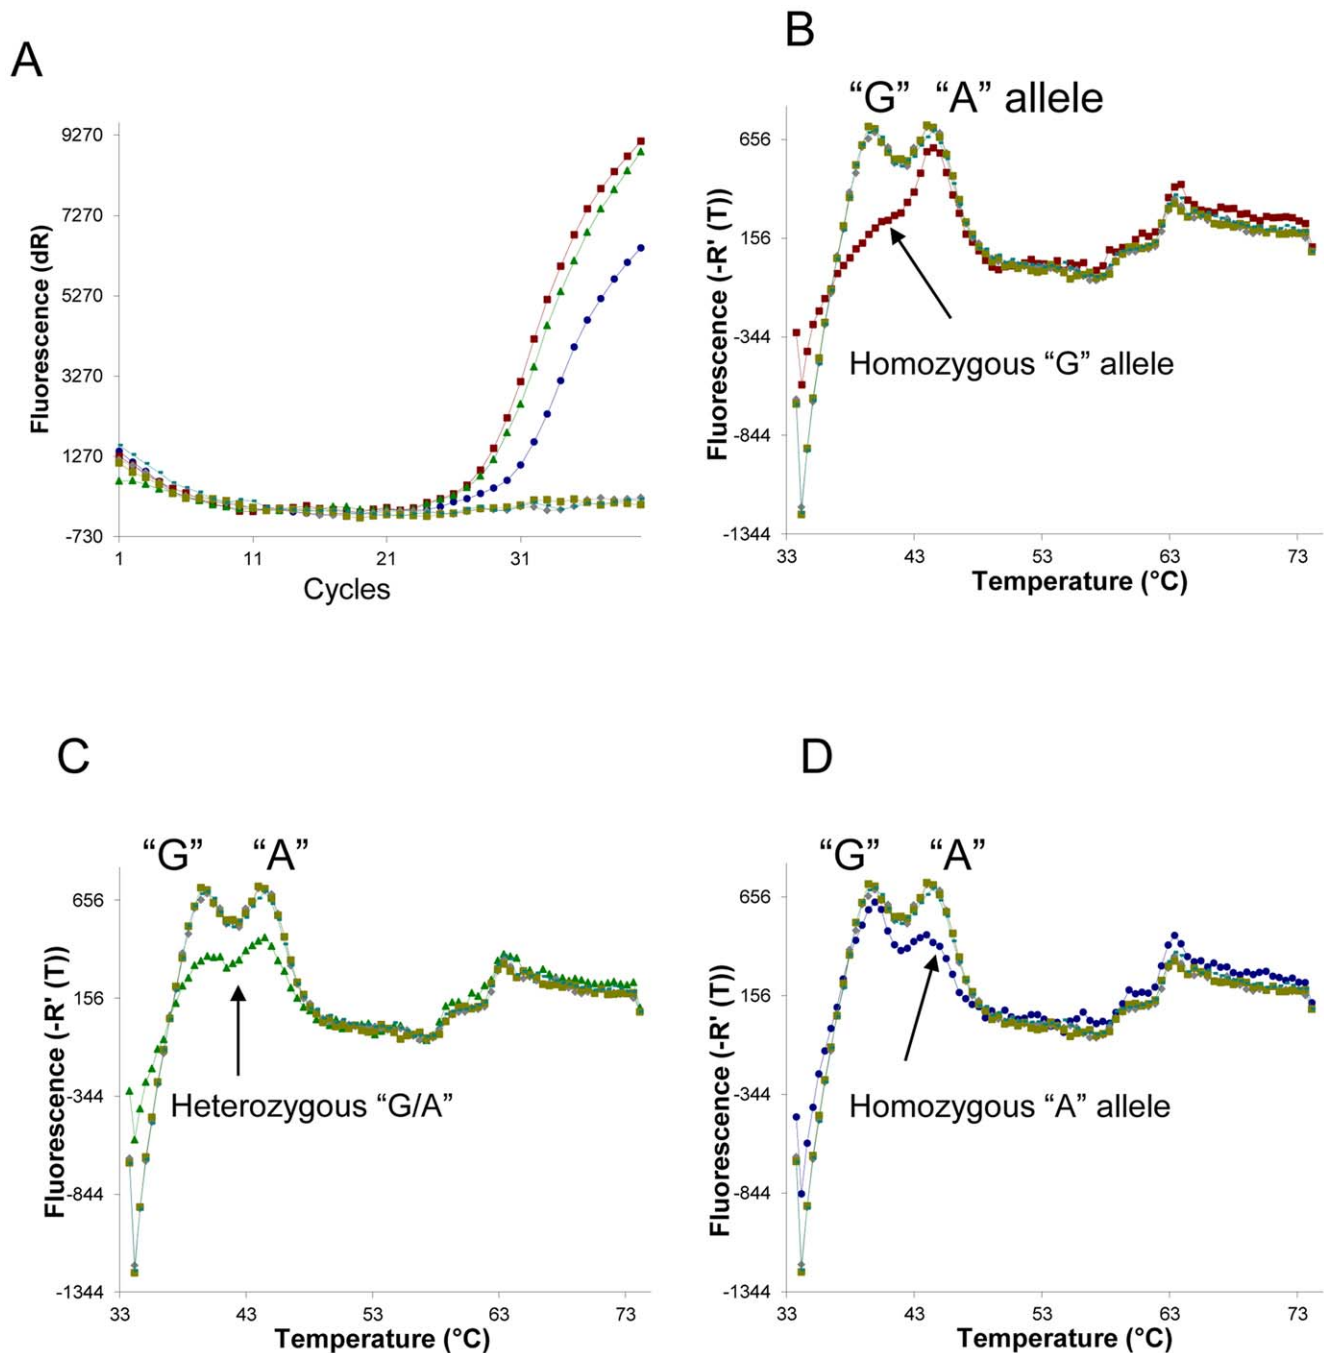 A
9270
7270
5270
3270
1270
-730
Fluorescence (dR)
1 11 21 31
Cycles
B
“G” “A” allele
656
156
-344
-844
-1344
Fluorescence (-R' (T))
Homozygous “G” allele
33 43 53 63 73
Temperature (°C)
C
“G” “A”
656
156
-344
-844
-1344
Fluorescence (-R' (T))
Heterozygous “G/A”
33 43 53 63 73
Temperature (°C)
D
“G” “A”
656
156
-344
-844
-1344
Fluorescence (-R' (T))
Homozygous “A” allele
33 43 53 63 73
Temperature (°C)